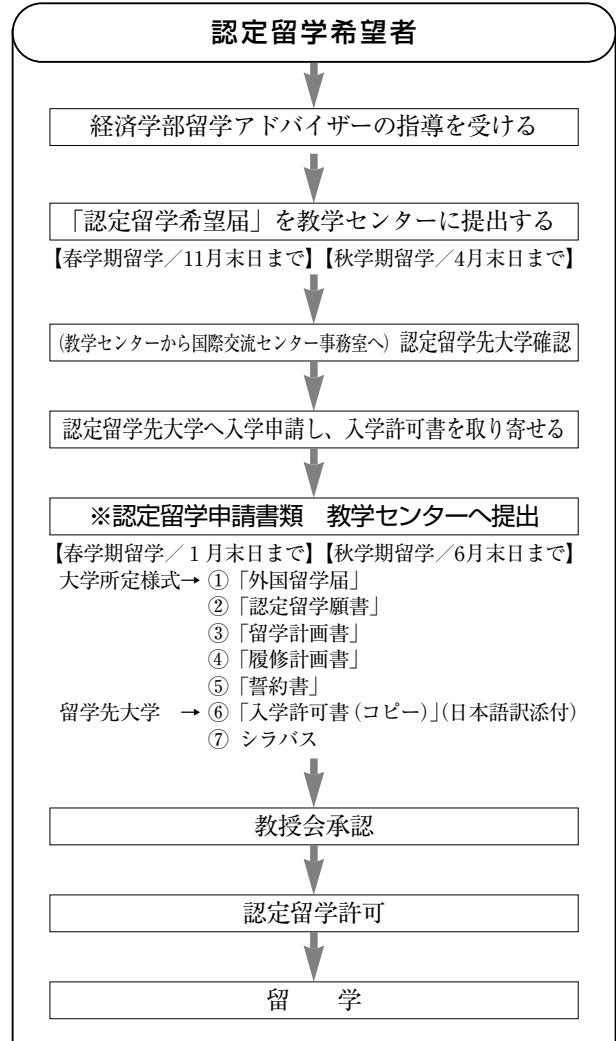 認定留学希望者
経済学部留学アドバイザーの指導を受ける
「認定留学希望届」を教学センターに提出する
【春学期留学／11月末日まで】【秋学期留学／4月末日まで】
(教学センターから国際交流センター事務室へ) 認定留学先大学確認
認定留学先大学へ入学申請し、入学許可書を取り寄せる
※認定留学申請書類　教学センターへ提出
【春学期留学／１月末日まで】【秋学期留学／6月末日まで】
大学所定様式→ ①「外国留学届」
②「認定留学願書」
③「留学計画書」
④「履修計画書」
⑤「誓約書」
留学先大学　→ ⑥「入学許可書 (コピー)」(日本語訳添付)
⑦ シラバス
教授会承認
認定留学許可
留　　学